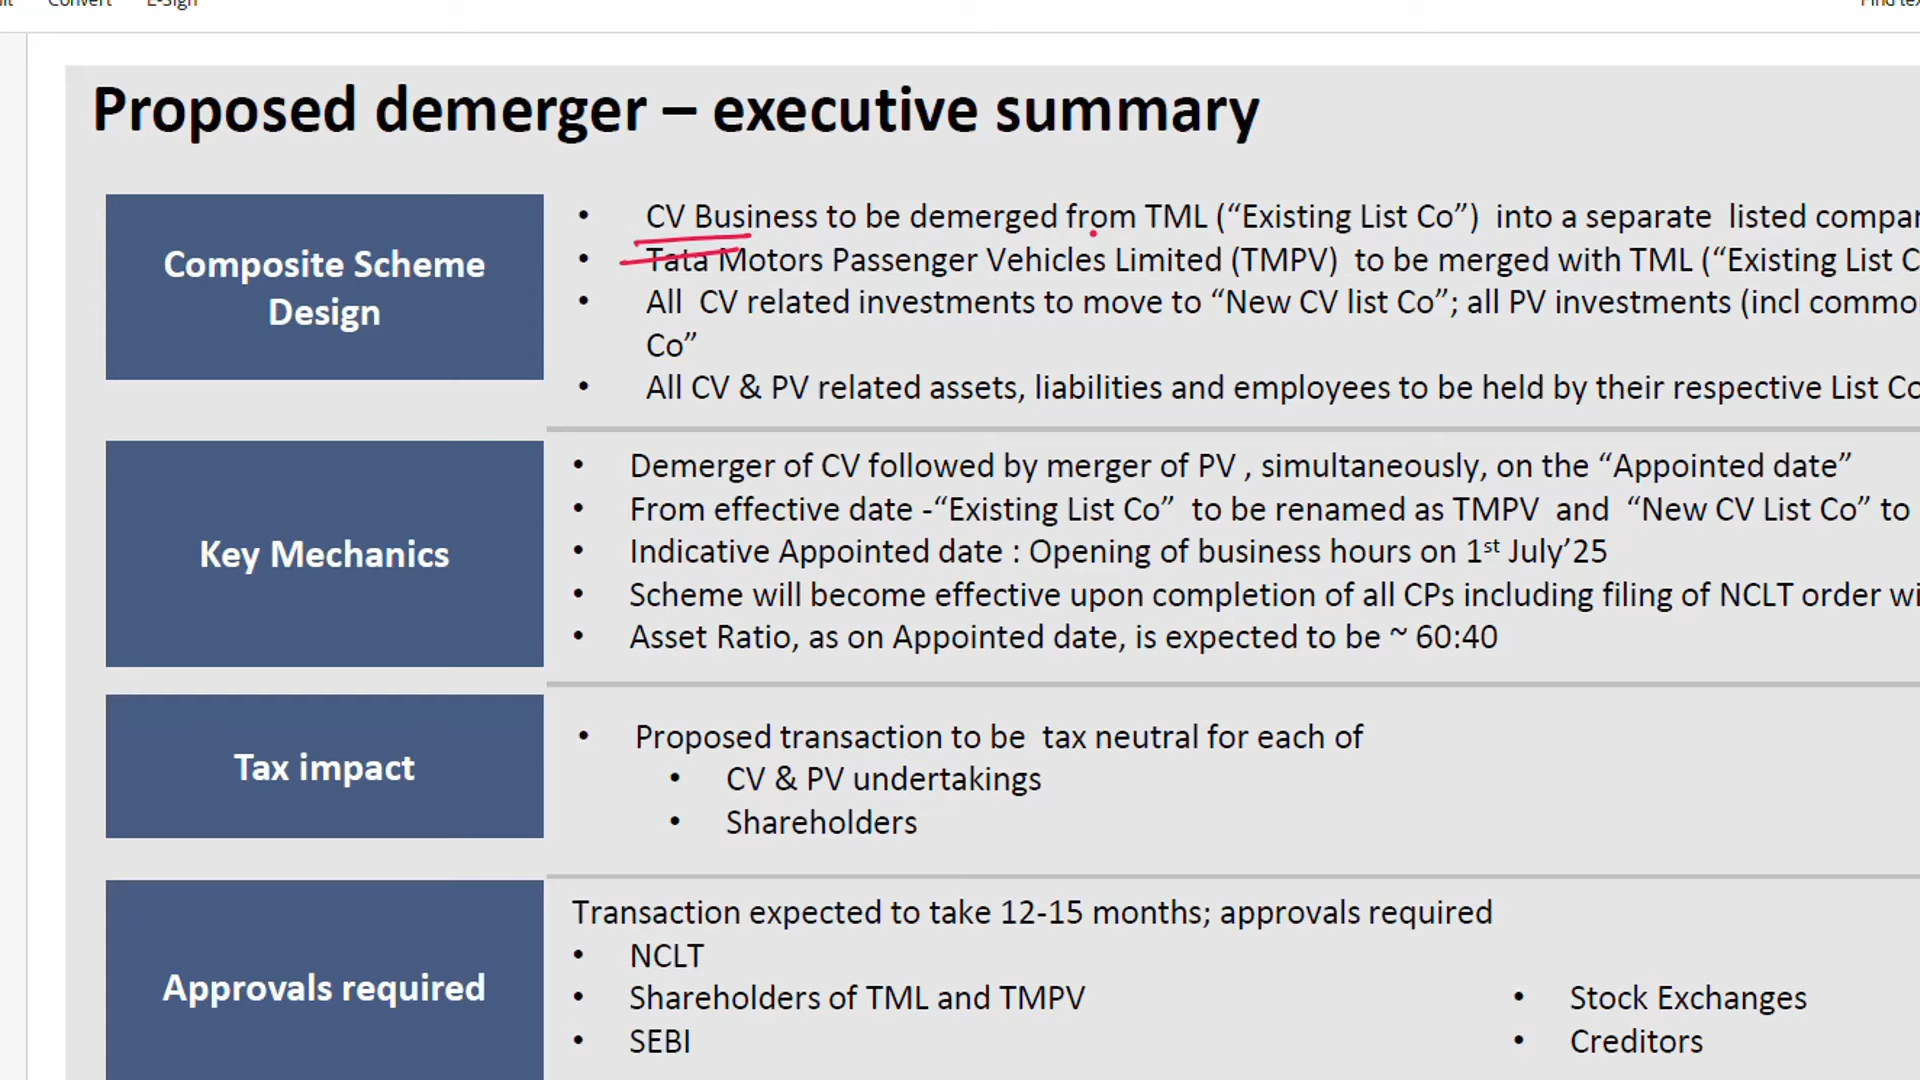 Convert E-Sign
Proposed demerger – executive summary
Composite Scheme
Design
• CV Business to be demerged from TML (“Existing List Co”) into a separate listed
• Tata Motors Passenger Vehicles Limited (TMPV) to be merged with TML (“Existing List
• All CV related investments to move to “New CV list Co”; all PV investments (incl
Co”
• All CV & PV related assets, liabilities and employees to be held by their respective List
Key Mechanics
• Demerger of CV followed by merger of PV , simultaneously, on the “Appointed date”
• From effective date -“Existing List Co” to be renamed as TMPV and “New CV List Co” to
• Indicative Appointed date : Opening of business hours on 1st July’25
• Scheme will become effective upon completion of all CPs including filing of NCLT order
• Asset Ratio, as on Appointed date, is expected to be ~ 60:40
Tax impact
• Proposed transaction to be tax neutral for each of
• CV & PV undertakings
• Shareholders
Approvals required
Transaction expected to take 12-15 months; approvals required
• NCLT
• Shareholders of TML and TMPV
• SEBI
• Stock Exchanges
• Creditors